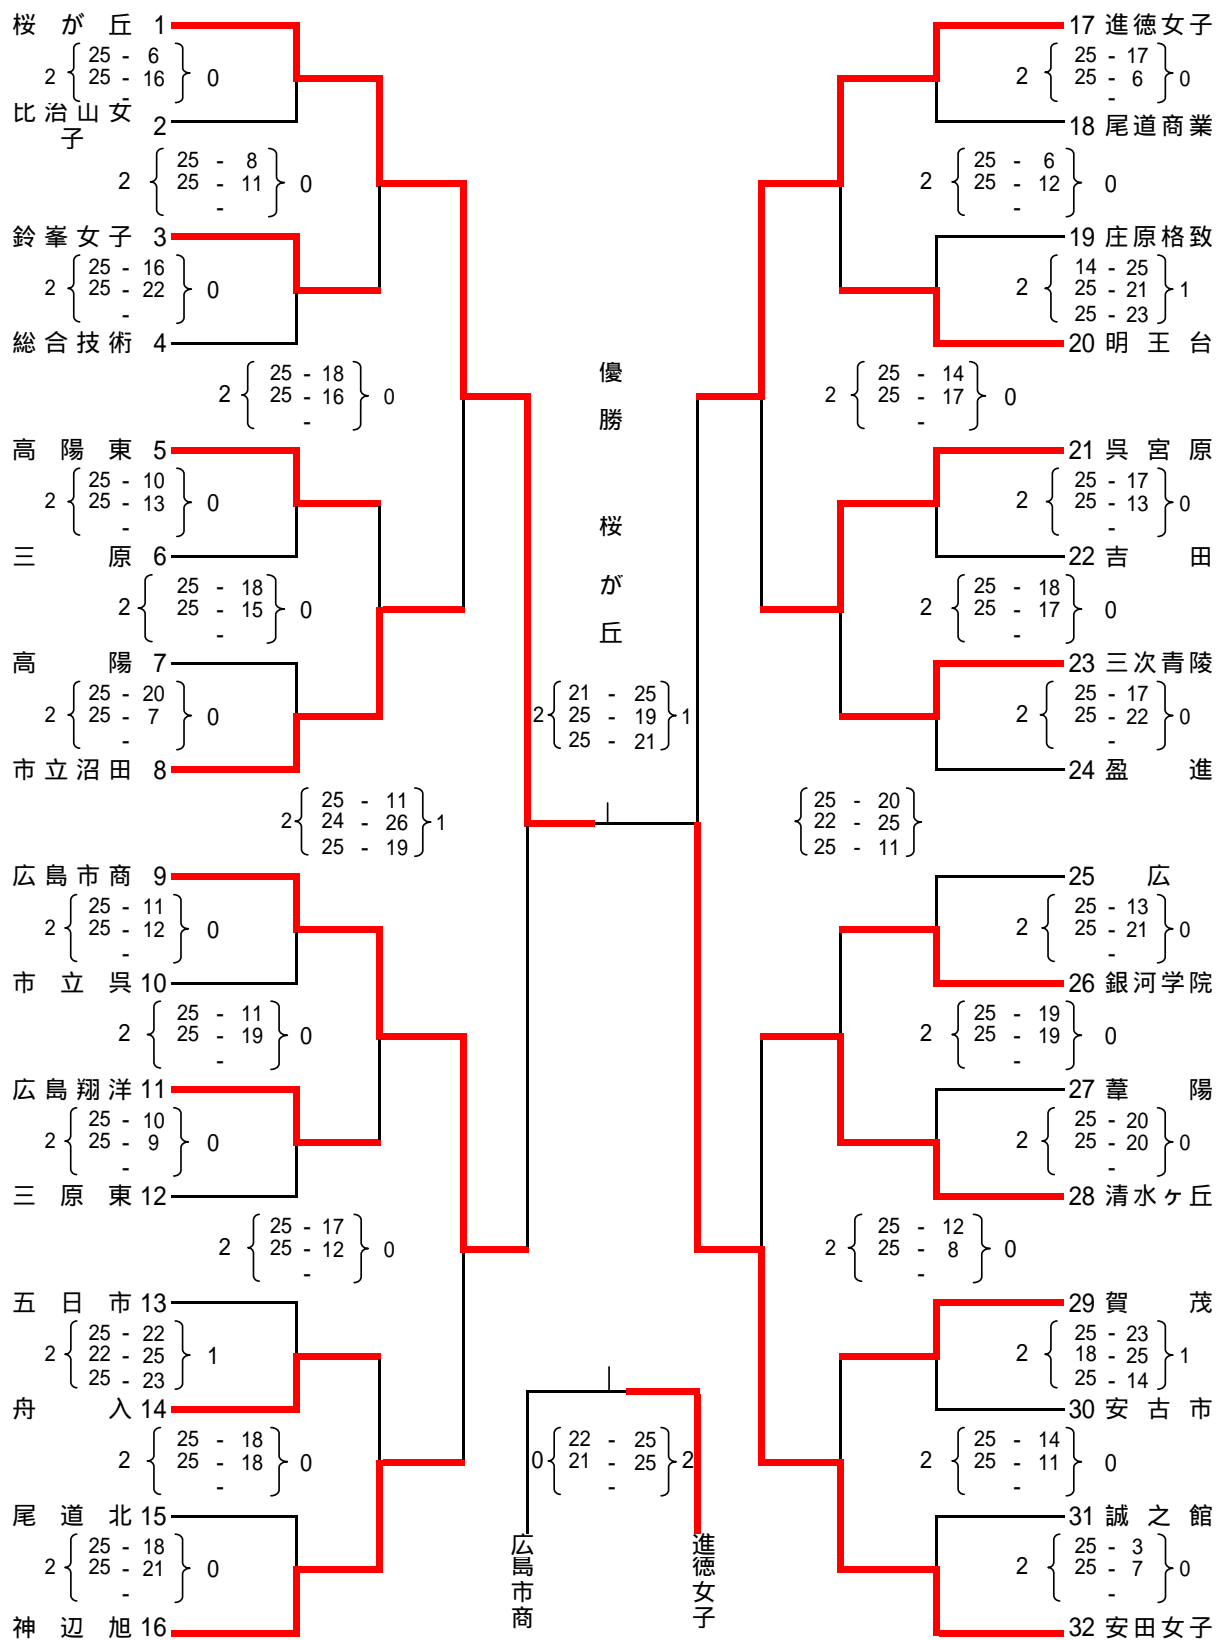 桜が丘 1
2 25 - 6 0
25 - 16
-
比治山女子 2
2 25 - 8 0
25 - 11
-
鈴峯女子 3
2 25 - 16 0
25 - 22
-
総合技術 4
2 25 - 18 0
25 - 16
-
高陽東 5
2 25 - 10 0
25 - 13
-
三原 6
2 25 - 18 0
25 - 15
-
高陽 7
2 25 - 20 0
25 - 7
-
市立沼田 8
2 25 - 11 1
24 - 26
25 - 19
広島市商 9
2 25 - 11 0
25 - 12
-
市立呉 10
2 25 - 11 0
25 - 19
-
広島翔洋 11
2 25 - 10 0
25 - 9
-
三原東 12
2 25 - 17 0
25 - 12
-
五日市 13
2 25 - 22 1
22 - 25
25 - 23
舟入 14
2 25 - 18 0
25 - 18
-
尾道北 15
2 25 - 18 0
25 - 21
-
神辺旭 16
優勝 桜が丘
2 21 - 25 1
25 - 19
25 - 21
0 22 - 25 2
21 - 25
-
広島市商
進徳女子
17 進徳女子
2 25 - 17 0
25 - 6
-
18 尾道商業
2 25 - 6 0
25 - 12
-
19 庄原格致
2 14 - 25 1
25 - 21
25 - 23
20 明王台
2 25 - 14 0
25 - 17
-
21 呉宮原
2 25 - 17 0
25 - 13
-
22 吉田
2 25 - 18 0
25 - 17
-
23 三次青陵
2 25 - 17 0
25 - 22
-
24 盈進
25 - 20
22 - 25
25 - 11
25 広
2 25 - 13 0
25 - 21
-
26 銀河学院
2 25 - 19 0
25 - 19
-
27 葦陽
2 25 - 20 0
25 - 20
-
28 清水ヶ丘
2 25 - 12 0
25 - 8
-
29 賀茂
2 25 - 23 1
18 - 25
25 - 14
30 安古市
2 25 - 14 0
25 - 11
-
31 誠之館
2 25 - 3 0
25 - 7
-
32 安田女子